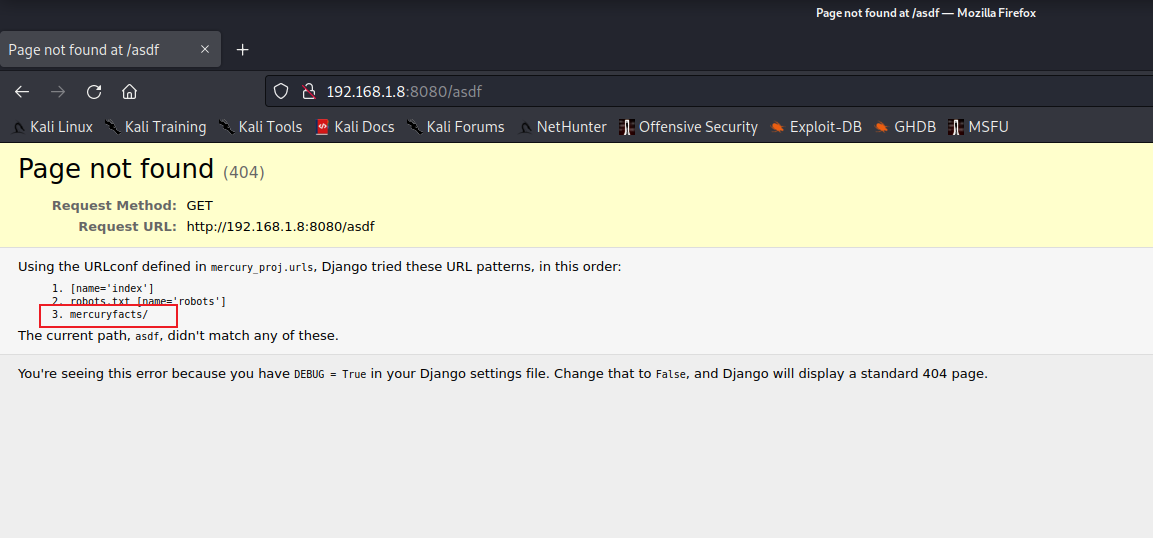 Page not found at /asdf — Mozilla Firefox
Page not found at /asdf
192.168.1.8:8080/asdf
Kali Linux Kali Training Kali Tools Kali Docs Kali Forums NetHunter Offensive Security Exploit-DB GHDB MSFU
Page not found (404)
Request Method: GET
Request URL: http://192.168.1.8:8080/asdf
Using the URLconf defined in mercury_proj.urls, Django tried these URL patterns, in this order:
1. [name='index']
2. robots.txt [name='robots']
3. mercuryfacts/
The current path, asdf, didn't match any of these.
You're seeing this error because you have DEBUG = True in your Django settings file. Change that to False, and Django will display a standard 404 page.